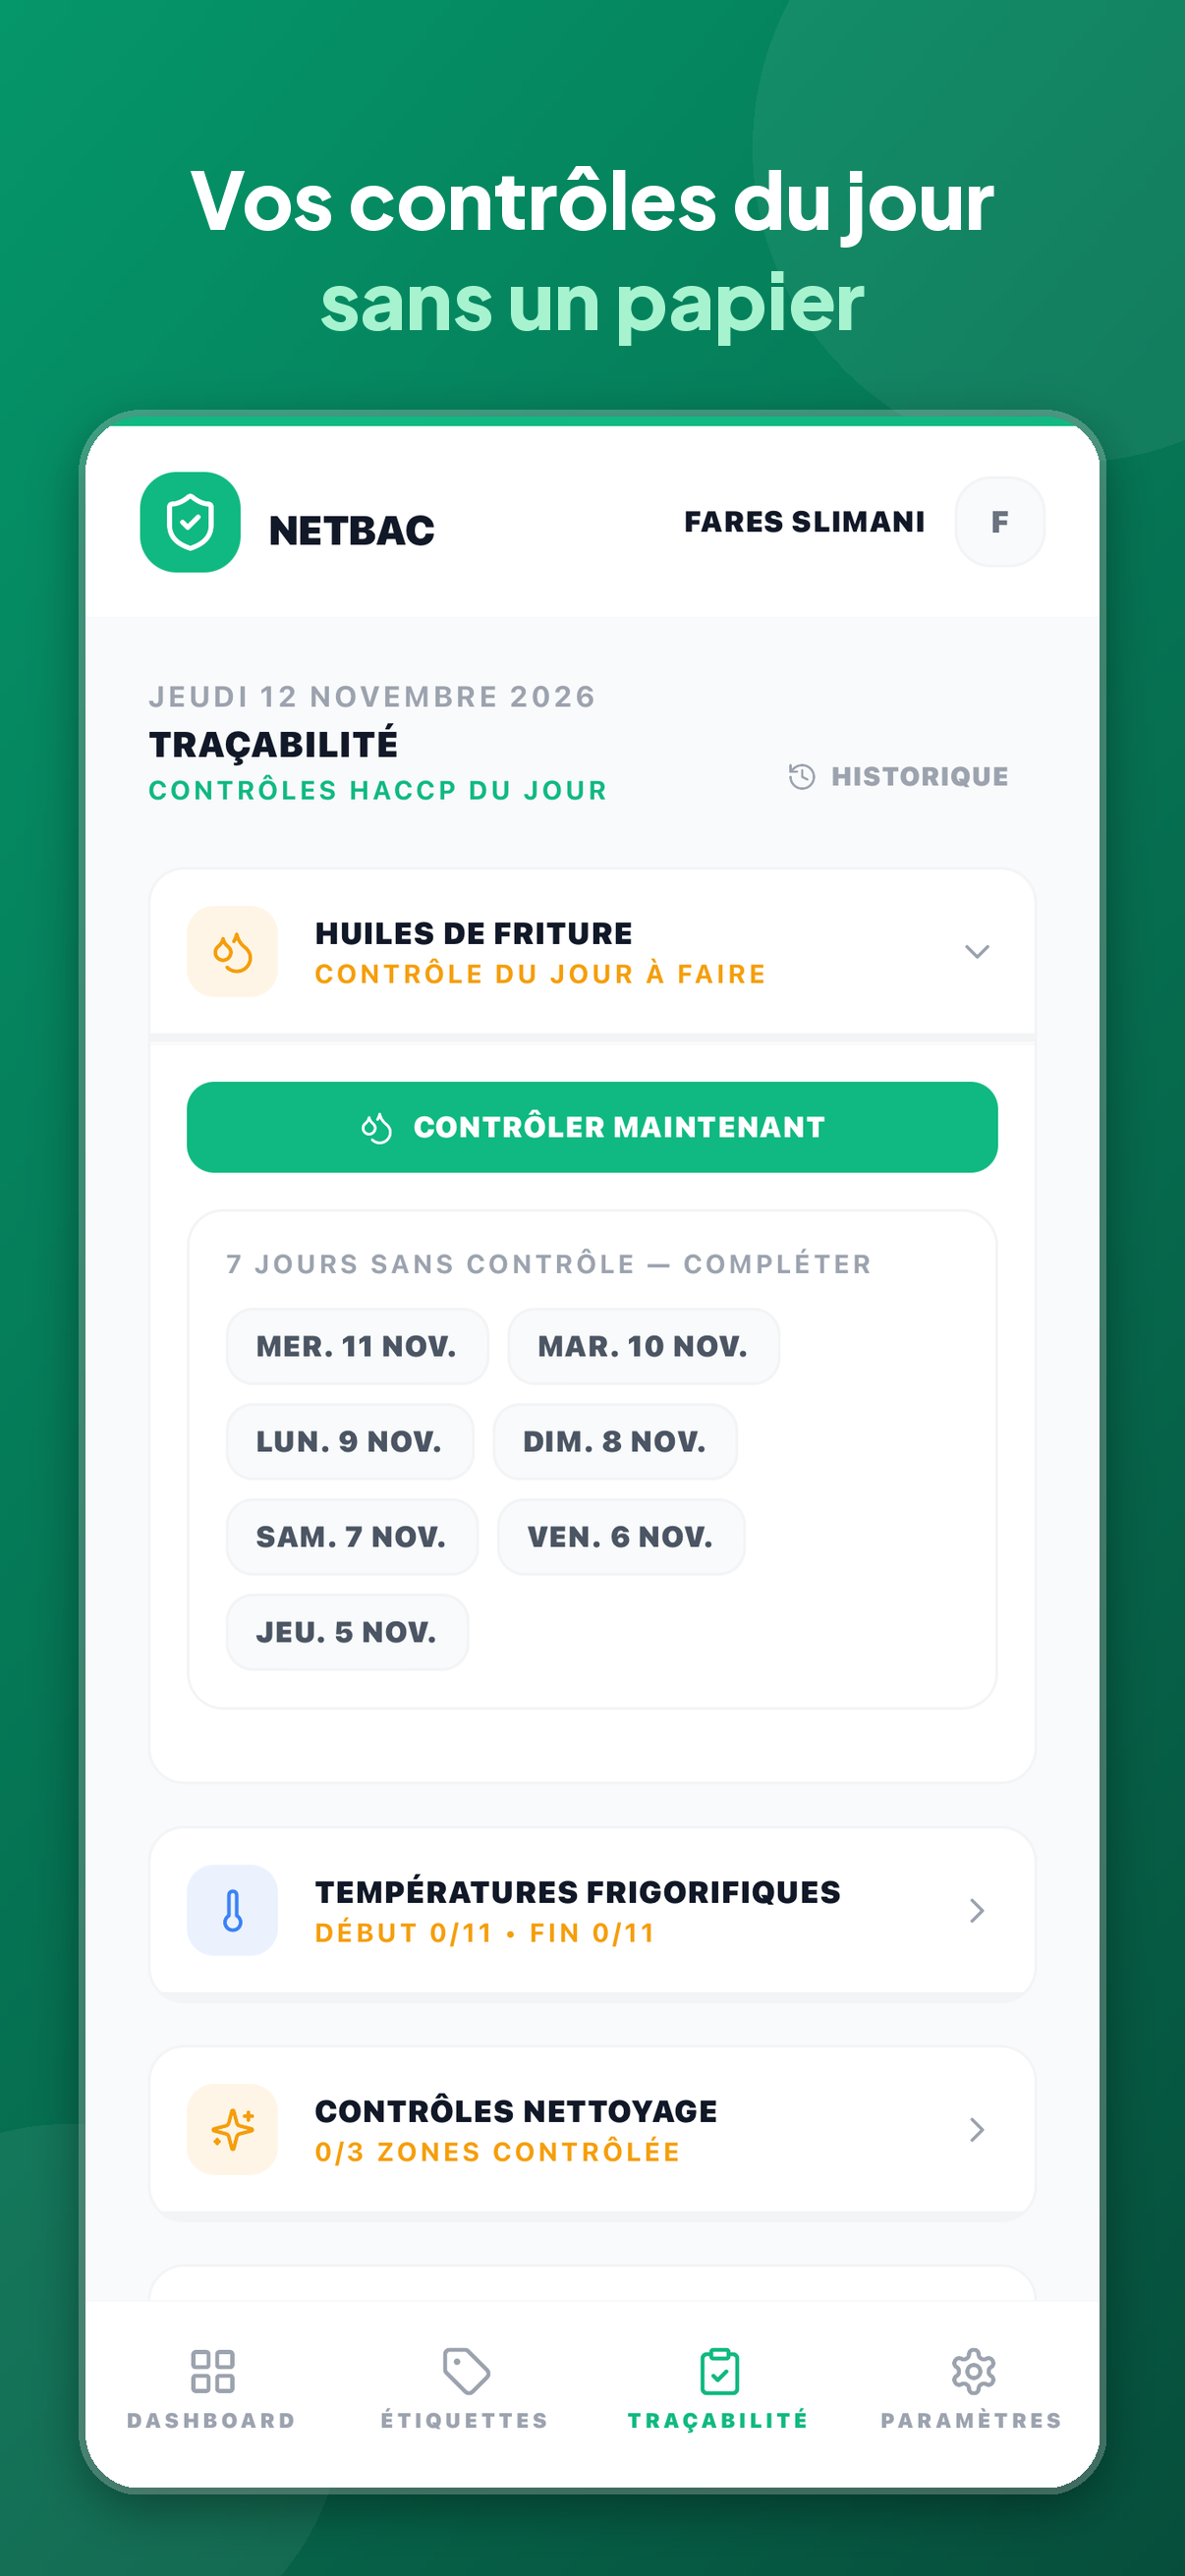 Vos contrôles du jour
sans un papier
NETBAC
FARES SLIMANI
F
JEUDI 12 NOVEMBRE 2026
TRAÇABILITÉ
CONTRÔLES HACCP DU JOUR
HISTORIQUE
HUILES DE FRITURE
CONTRÔLE DU JOUR À FAIRE
CONTRÔLER MAINTENANT
7 JOURS SANS CONTRÔLE — COMPLÉTER
MER. 11 NOV.
MAR. 10 NOV.
LUN. 9 NOV.
DIM. 8 NOV.
SAM. 7 NOV.
VEN. 6 NOV.
JEU. 5 NOV.
TEMPÉRATURES FRIGORIFIQUES
DÉBUT 0/11 • FIN 0/11
CONTRÔLES NETTOYAGE
0/3 ZONES CONTRÔLÉE
DASHBOARD
ÉTIQUETTES
TRAÇABILITÉ
PARAMÈTRES